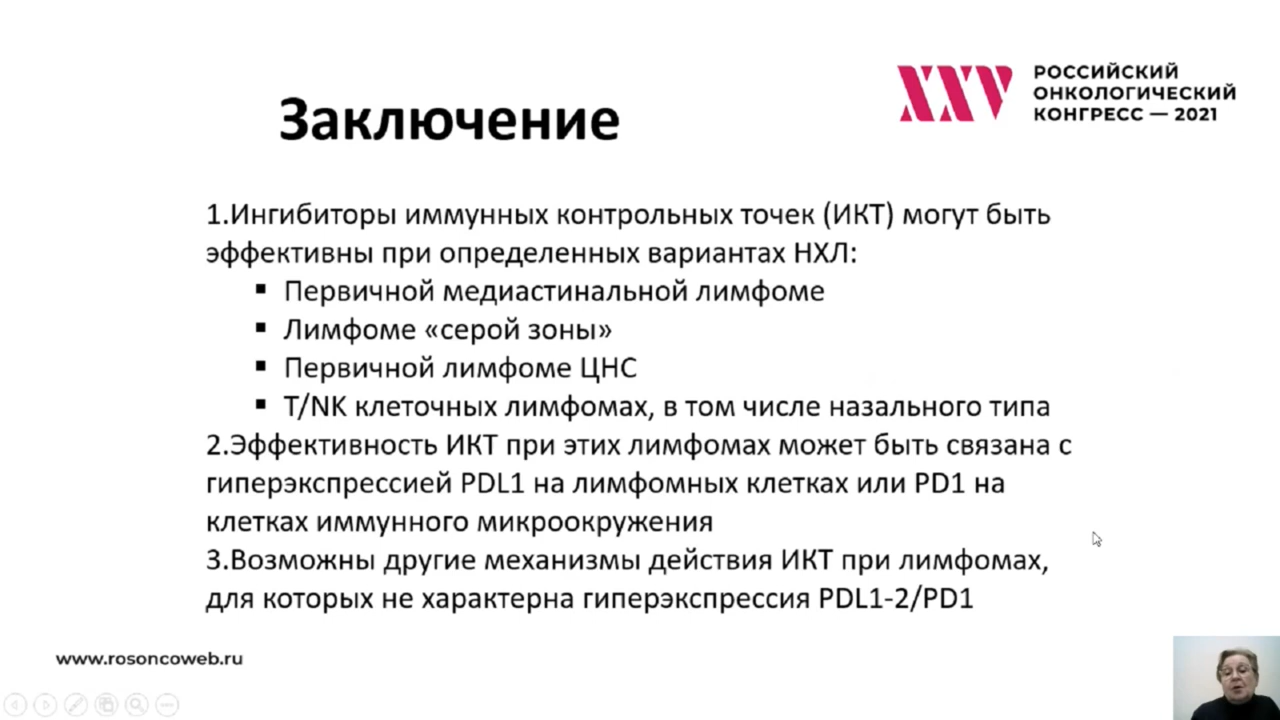 XXV
РОССИЙСКИЙ
ОНКОЛОГИЧЕСКИЙ
КОНГРЕСС — 2021
Заключение
1.Ингибиторы иммунных контрольных точек (ИКТ) могут быть
эффективны при определенных вариантах НХЛ:
▪ Первичной медиастинальной лимфоме
▪ Лимфоме «серой зоны»
▪ Первичной лимфоме ЦНС
▪ T/NK клеточных лимфомах, в том числе назального типа
2.Эффективность ИКТ при этих лимфомах может быть связана с
гиперэкспрессией PDL1 на лимфомных клетках или PD1 на
клетках иммунного микроокружения
3.Возможны другие механизмы действия ИКТ при лимфомах,
для которых не характерна гиперэкспрессия PDL1-2/PD1
www.rosoncoweb.ru